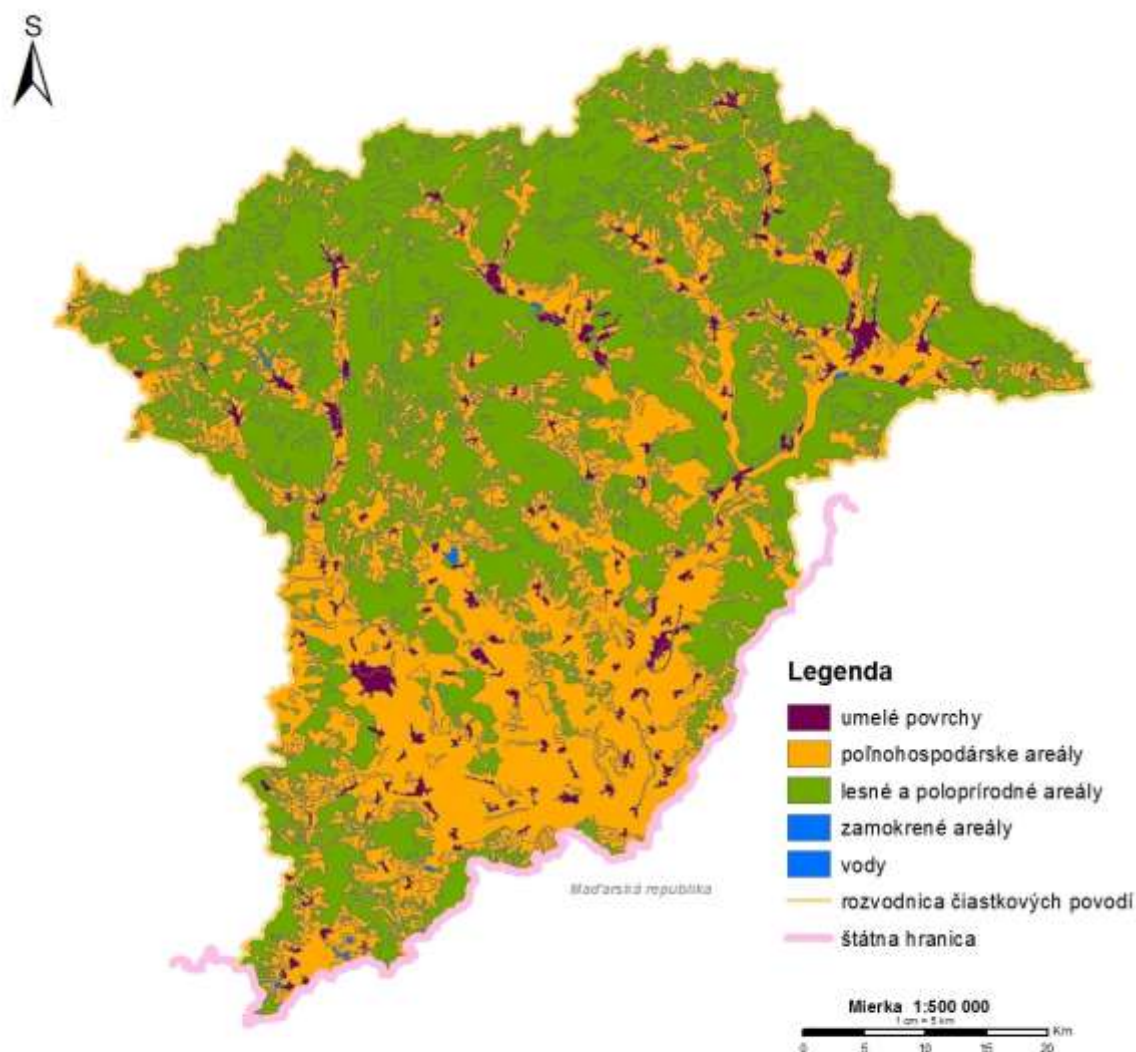 S
Legenda
umelé povrchy
poľnohospodárske areály
lesné a poloprírodné areály
zamokrené areály
vody
rozvodnica čiastkových povodí
štátna hranica
Maďarská republika
Mierka 1:500 000
1 cm = 5 km
Km
0 5 10 15 20